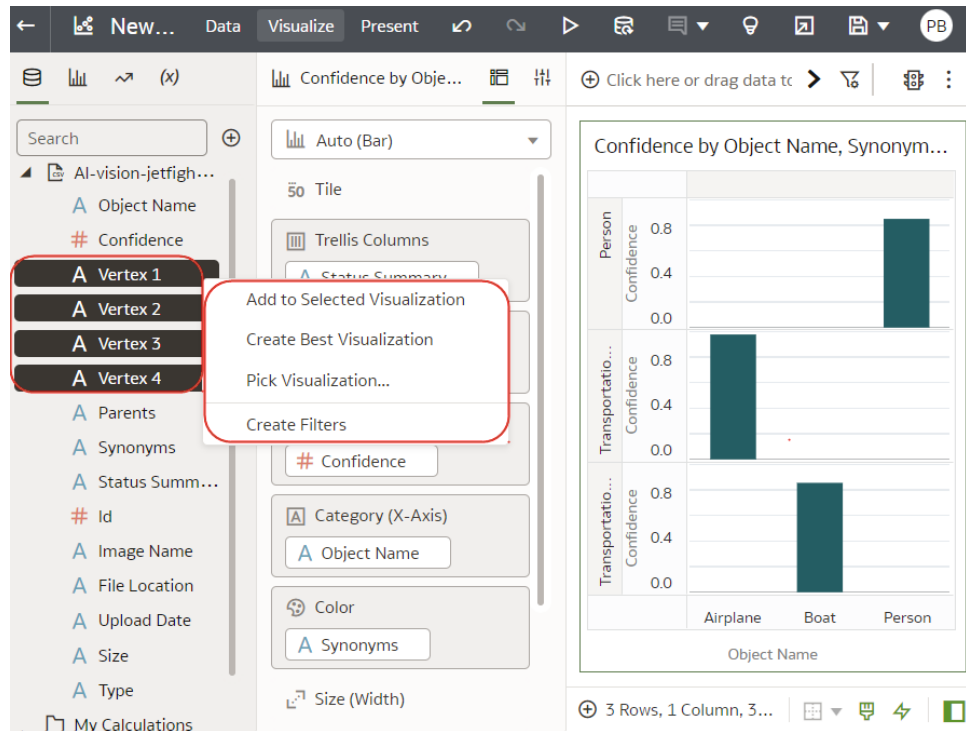 New...
Data
Visualize
Present
PB
(x)
Confidence by Obje...
Click here or drag data to
Search
CSV
AI-vision-jetfigh...
A Object Name
# Confidence
A Vertex 1
A Vertex 2
A Vertex 3
A Vertex 4
A Parents
A Synonyms
A Status Summ...
# Id
A Image Name
A File Location
A Upload Date
A Size
A Type
My Calculations
Auto (Bar)
50 Tile
Trellis Columns
A Status Summary
Add to Selected Visualization
Create Best Visualization
Pick Visualization...
Create Filters
# Confidence
A Category (X-Axis)
A Object Name
Color
A Synonyms
Size (Width)
Confidence by Object Name, Synonym...
Person
Confidence
0.8
0.4
0.0
Transportatio...
Confidence
0.8
0.4
0.0
Transportatio...
Confidence
0.8
0.4
0.0
Airplane
Boat
Person
Object Name
3 Rows, 1 Column, 3...